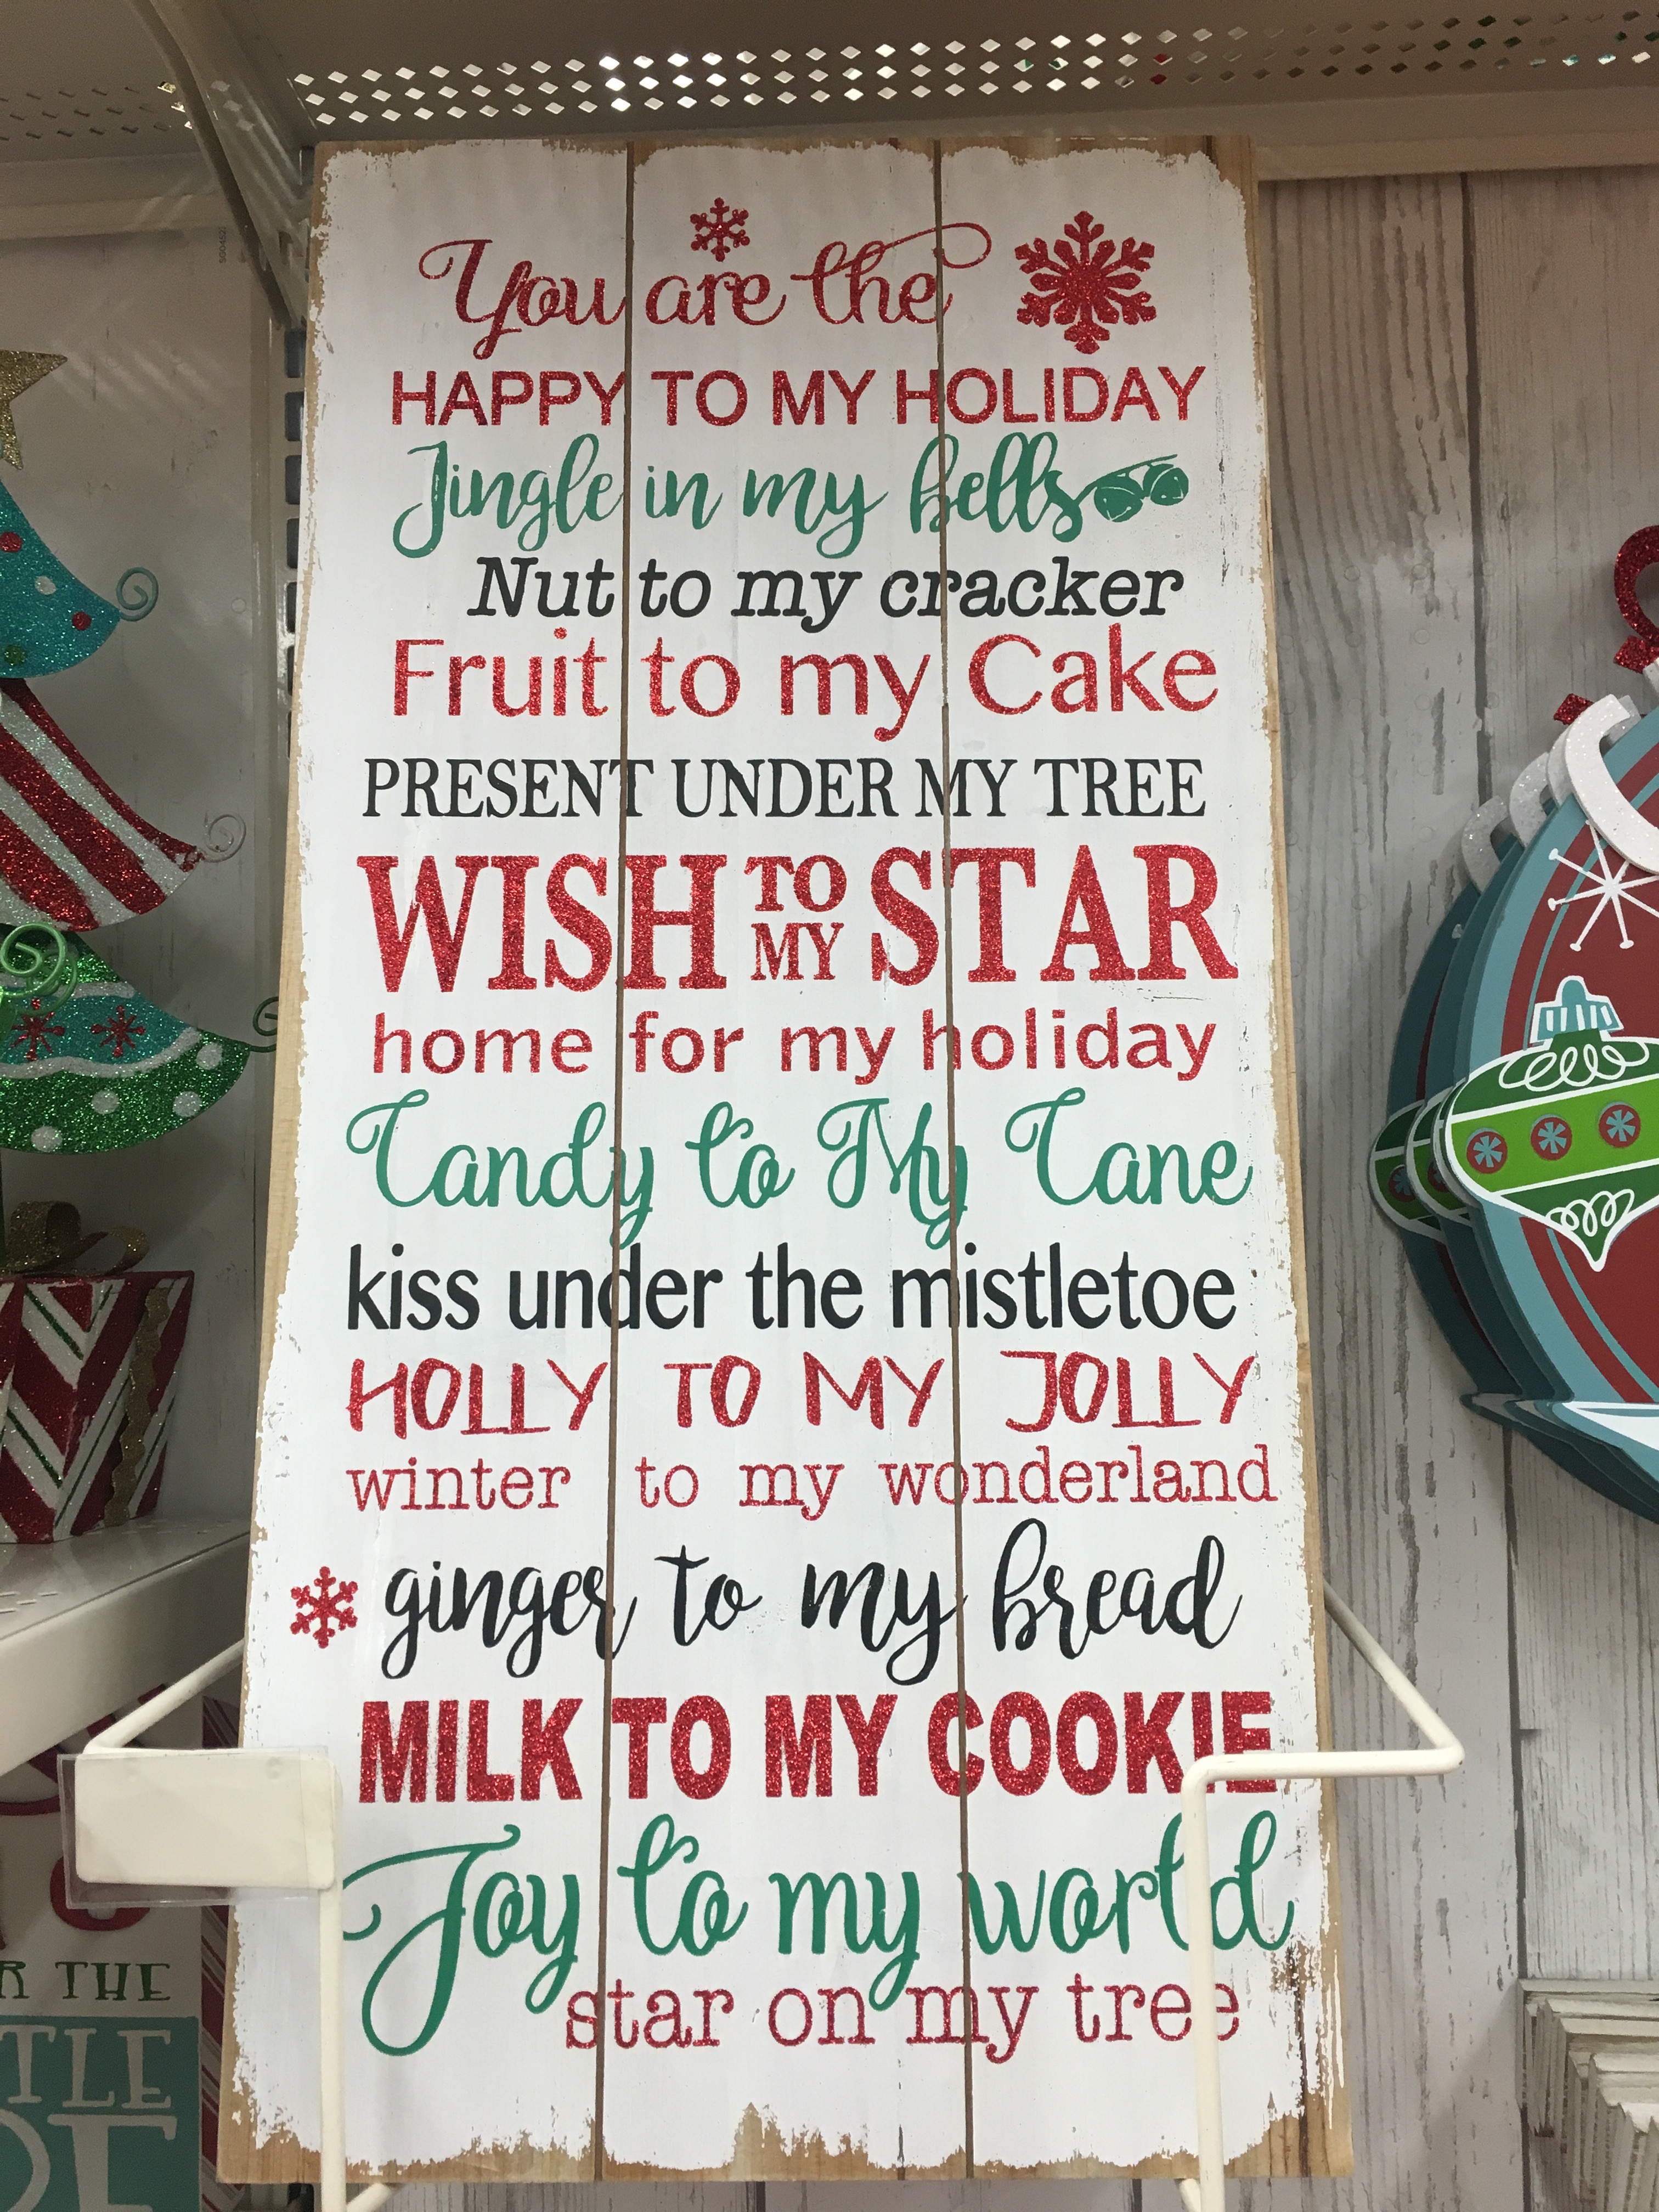 You are the
HAPPY TO MY HOLIDAY
Jingle in my bells
Nut to my cracker
Fruit to my Cake
PRESENT UNDER MY TREE
WISH TO MY STAR
home for my holiday
Candy to My Cane
kiss under the mistletoe
HOLLY TO MY JOLLY
winter to my wonderland
ginger to my bread
MILK TO MY COOKIE
Joy to my world
star on my tree
THE